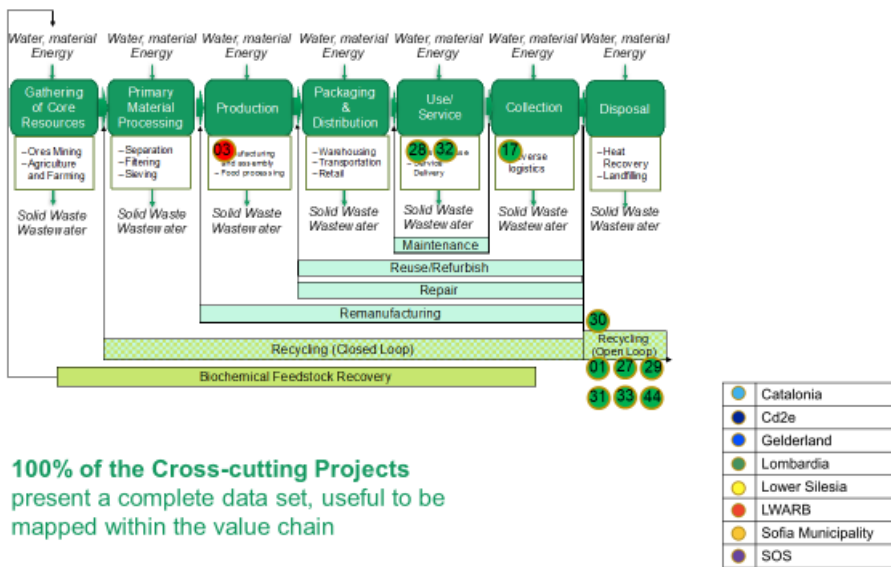 Water, material
Energy
Water, material
Energy
Water, material
Energy
Water, material
Energy
Water, material
Energy
Water, material
Energy
Water, material
Energy
Gathering
of Core
Resources
Primary
Material
Processing
Production
Packaging
&
Distribution
Use/
Service
Collection
Disposal
–Ores Mining
–Agriculture
and Farming
–Separation
–Filtering
–Sieving
03
and assembly
– Food processing
–Warehousing
–Transportation
–Retail
28
32
– Service
Delivery
17
logistics
–Heat
Recovery
–Landfilling
Solid Waste
Wastewater
Solid Waste
Wastewater
Solid Waste
Wastewater
Solid Waste
Wastewater
Solid Waste
Wastewater
Solid Waste
Wastewater
Solid Waste
Wastewater
Maintenance
Reuse/Refurbish
Repair
Remanufacturing
30
Recycling (Closed Loop)
Recycling
(Open Loop)
Biochemical Feedstock Recovery
01 27 29
31 33 44
100% of the Cross-cutting Projects
present a complete data set, useful to be
mapped within the value chain
Catalonia
Cd2e
Gelderland
Lombardia
Lower Silesia
LWARB
Sofia Municipality
SOS